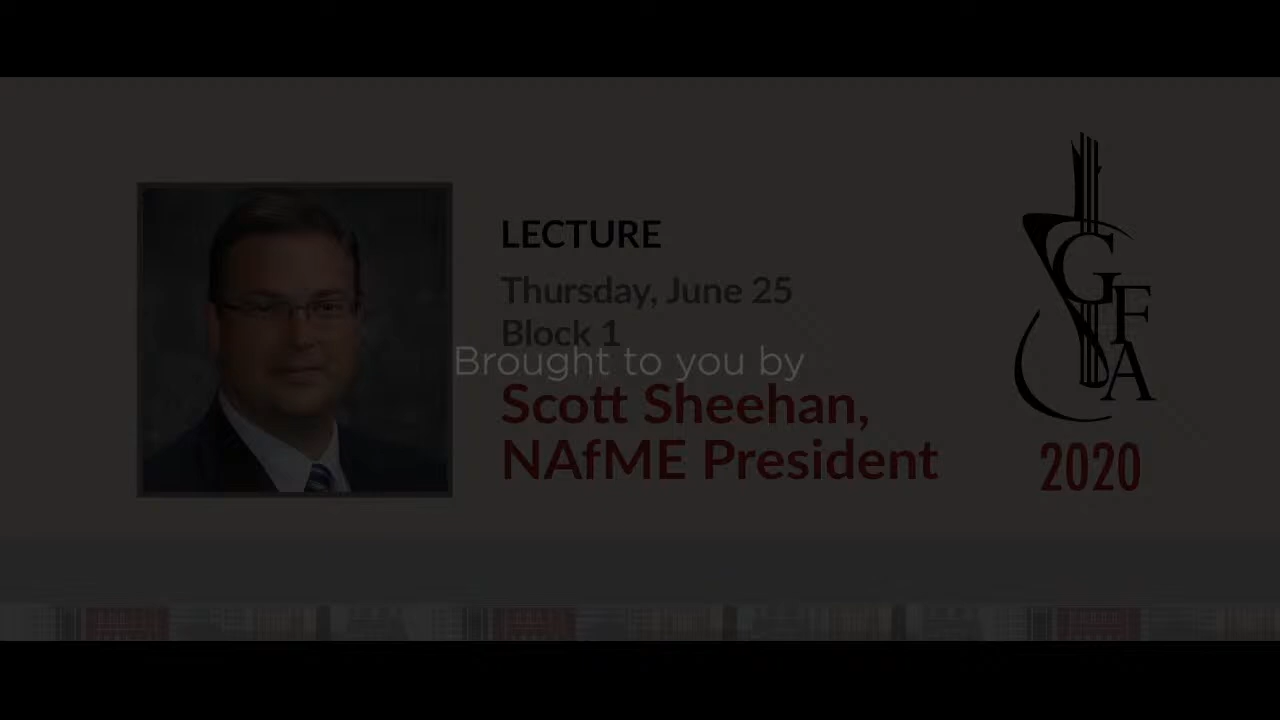 LECTURE
Thursday, June 25
Block 1
Brought to you by
Scott Sheehan,
NAfME President
GFA
2020